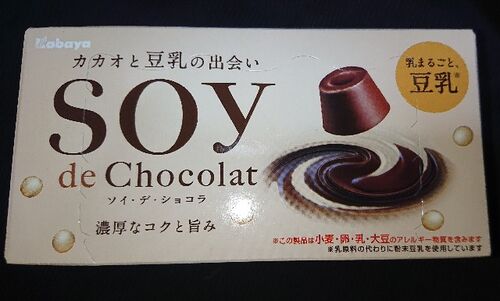 Kabaya
カカオと豆乳の出会い
soy
de Chocolat
ソイ・デ・ショコラ
濃厚なコクと旨み
乳まるごと、
豆乳※
※この製品は小麦・卵・乳・大豆のアレルギー物質を含みます
※乳原料の代わりに粉末豆乳を使用しています